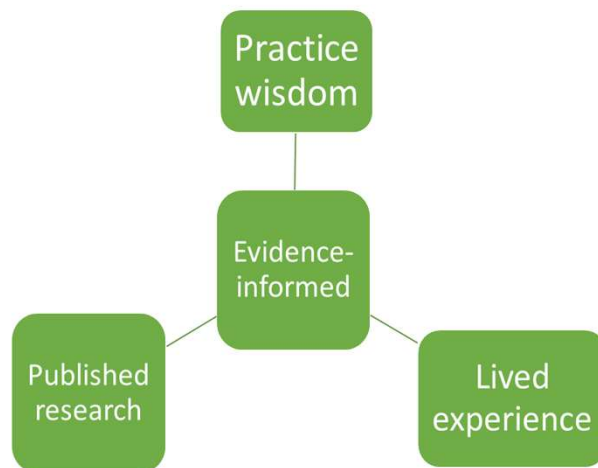 Practice
wisdom
Evidence-
informed
Published
research
Lived
experience